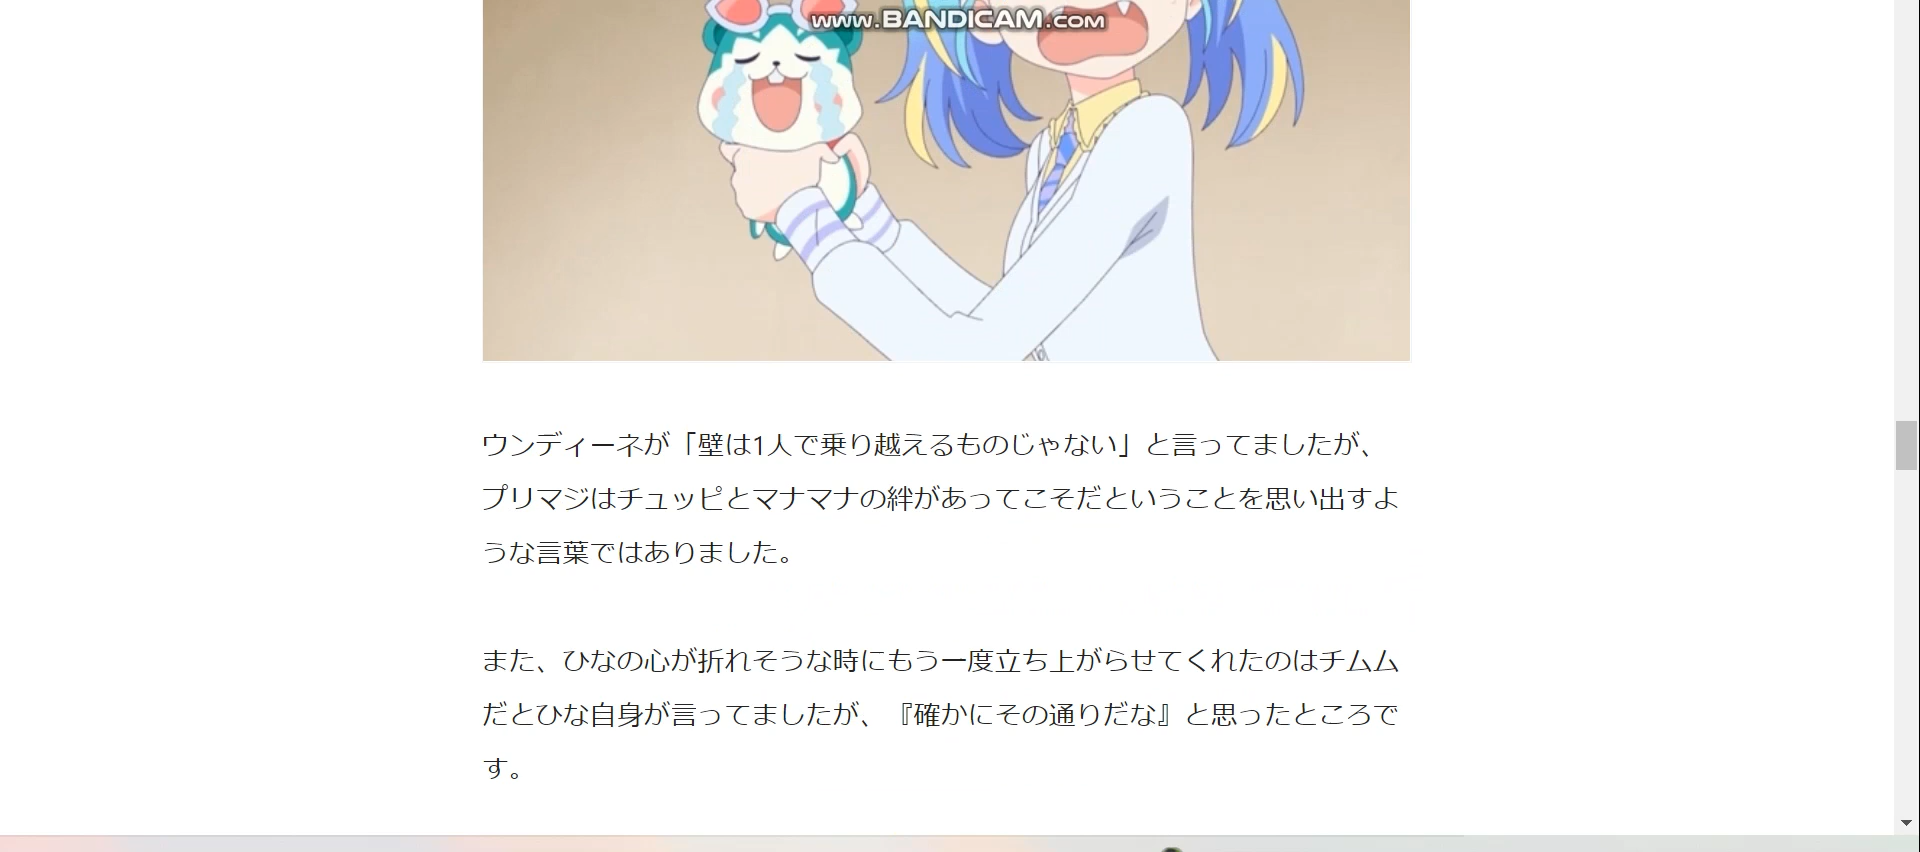 www.BANDICAM.com
ウンディーネが「壁は1人で乗り越えるものじゃない」と言ってましたが、
プリマジはチュッピとマナマナの絆があってこそだということを思い出すよ
うな言葉ではありました。
また、ひなの心が折れそうな時にもう一度立ち上がらせてくれたのはチムム
だとひな自身が言ってましたが、『確かにその通りだな』と思ったところで
す。